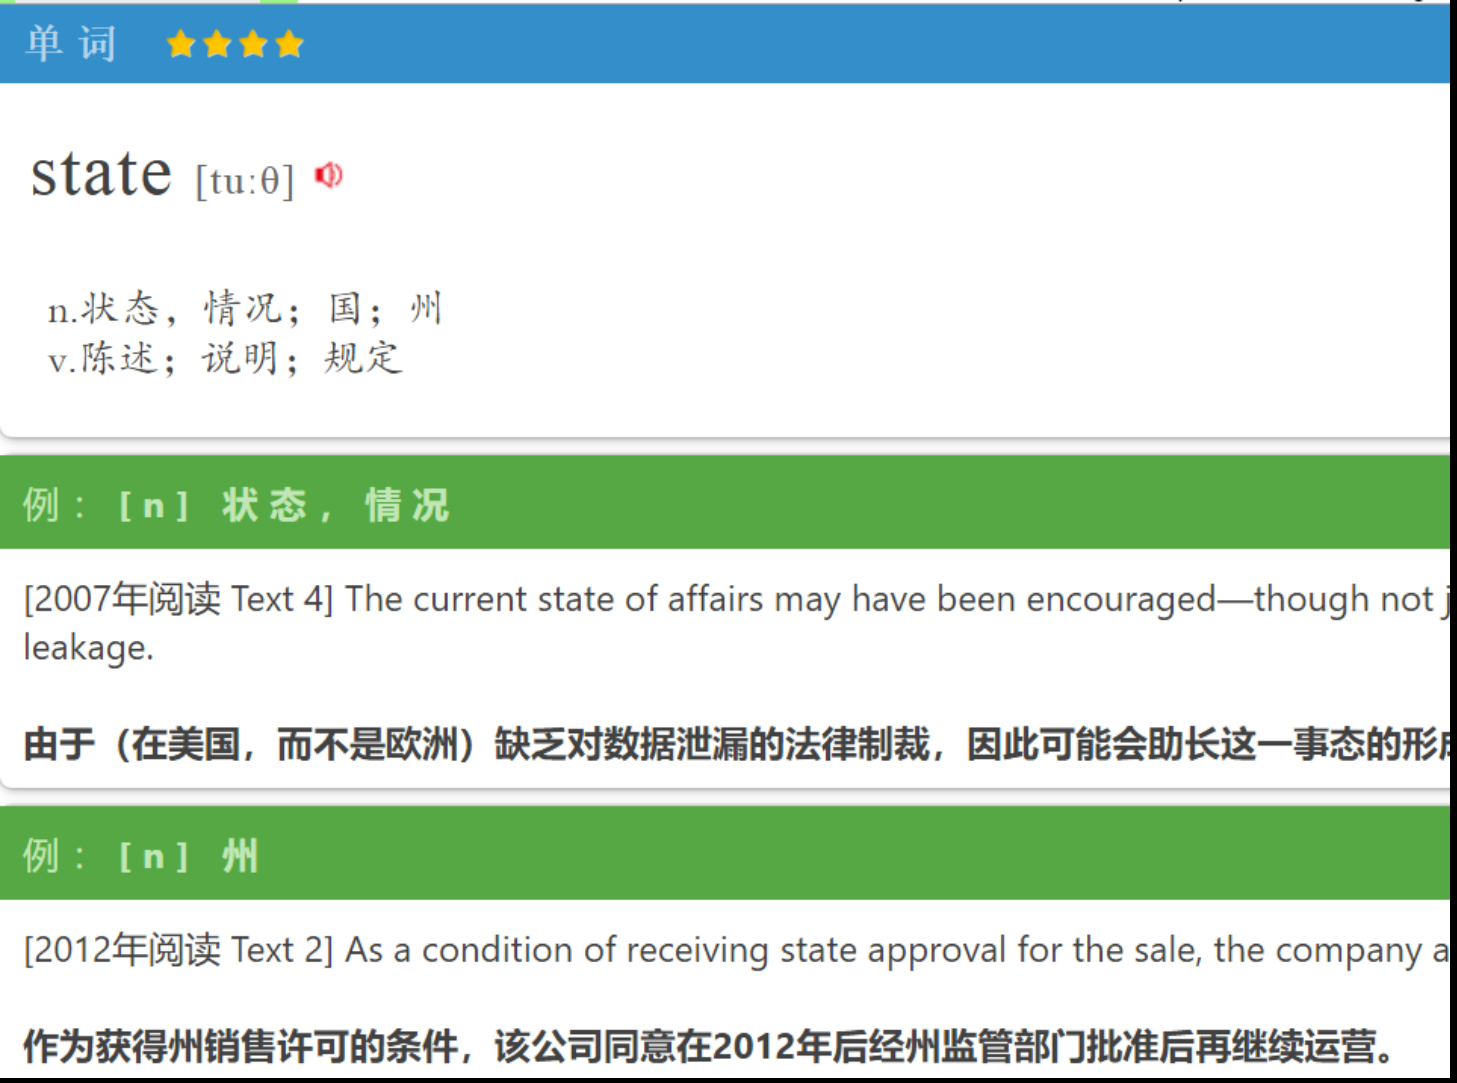 单词
state [tu:θ]
n.状态，情况；国；州
v.陈述；说明；规定
例：[n] 状态，情况
[2007年阅读 Text 4] The current state of affairs may have been encouraged—though not
leakage.
由于（在美国，而不是欧洲）缺乏对数据泄漏的法律制裁，因此可能会助长这一事态的形
例：[n] 州
[2012年阅读 Text 2] As a condition of receiving state approval for the sale, the company a
作为获得州销售许可的条件，该公司同意在2012年后经州监管部门批准后再继续运营。